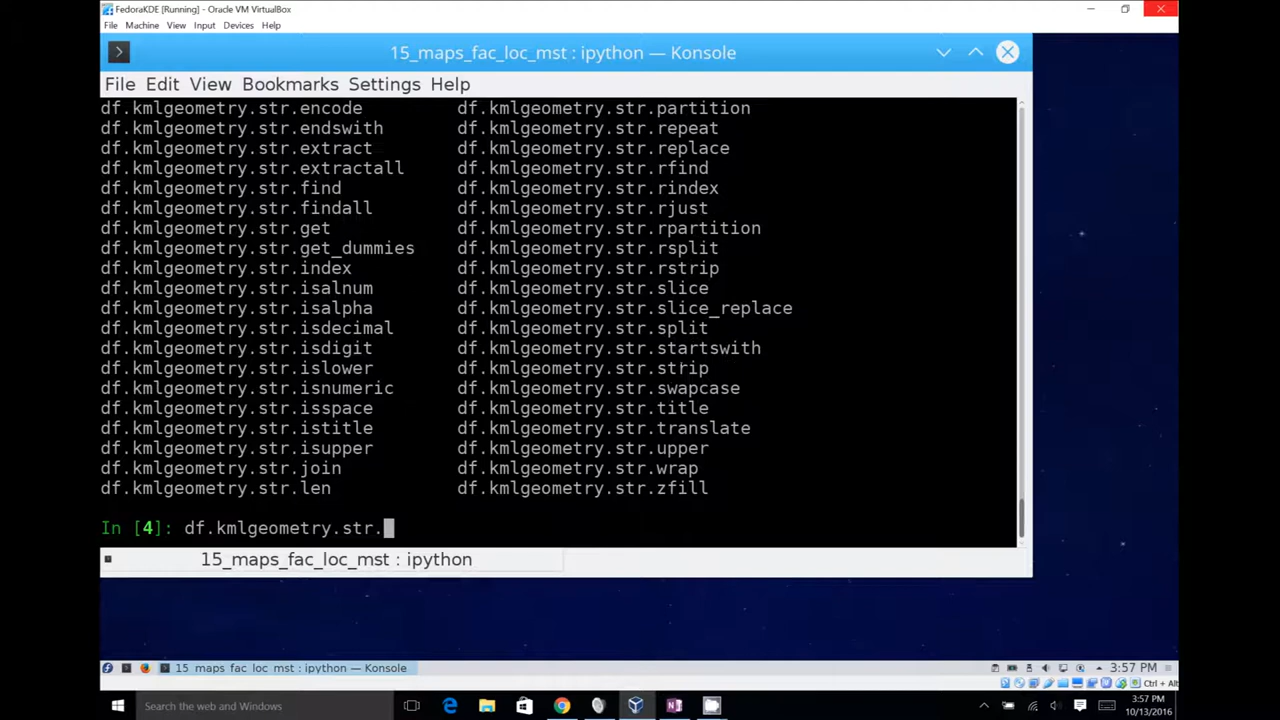 FedoraKDE [Running] - Oracle VM VirtualBox
File Machine View Input Devices Help
15_maps_fac_loc_mst : ipython — Konsole
File Edit View Bookmarks Settings Help
df.kmlgeometry.str.encode df.kmlgeometry.str.partition
df.kmlgeometry.str.endswith df.kmlgeometry.str.repeat
df.kmlgeometry.str.extract df.kmlgeometry.str.replace
df.kmlgeometry.str.extractall df.kmlgeometry.str.rfind
df.kmlgeometry.str.find df.kmlgeometry.str.rindex
df.kmlgeometry.str.findall df.kmlgeometry.str.rjust
df.kmlgeometry.str.get df.kmlgeometry.str.rpartition
df.kmlgeometry.str.get_dummies df.kmlgeometry.str.rsplit
df.kmlgeometry.str.index df.kmlgeometry.str.rstrip
df.kmlgeometry.str.isalnum df.kmlgeometry.str.slice
df.kmlgeometry.str.isalpha df.kmlgeometry.str.slice_replace
df.kmlgeometry.str.isdecimal df.kmlgeometry.str.split
df.kmlgeometry.str.isdigit df.kmlgeometry.str.startswith
df.kmlgeometry.str.islower df.kmlgeometry.str.strip
df.kmlgeometry.str.isnumeric df.kmlgeometry.str.swapcase
df.kmlgeometry.str.isspace df.kmlgeometry.str.title
df.kmlgeometry.str.istitle df.kmlgeometry.str.translate
df.kmlgeometry.str.isupper df.kmlgeometry.str.upper
df.kmlgeometry.str.join df.kmlgeometry.str.wrap
df.kmlgeometry.str.len df.kmlgeometry.str.zfill
In [4]: df.kmlgeometry.str.
15_maps_fac_loc_mst : ipython
15_maps_fac_loc_mst : ipython — Konsole 3:57 PM
Ctrl + Alt
Search the web and Windows 3:57 PM
10/13/2016